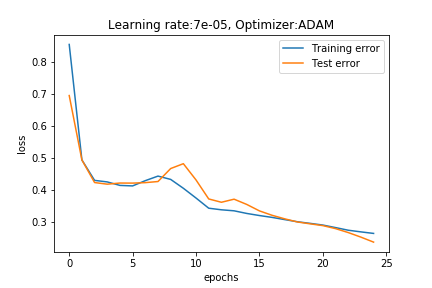 Learning rate:7e-05, Optimizer:ADAM
Training error
Test error
0.8
0.7
0.6
0.5
0.4
0.3
loss
0 5 10 15 20 25
epochs